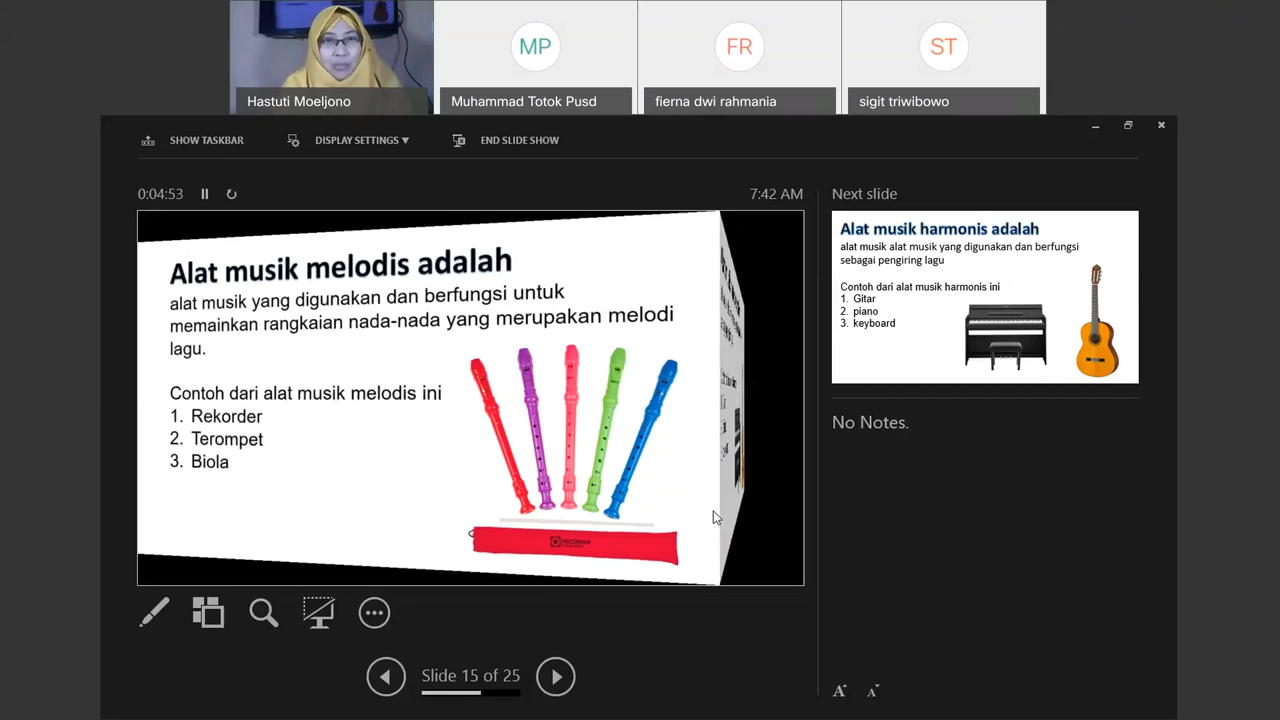 MP
FR
ST
Hastuti Moeljono
Muhammad Totok Pusd
fierna dwi rahmania
sigit triwibowo
SHOW TASKBAR
DISPLAY SETTINGS ▼
END SLIDE SHOW
0:04:53
7:42 AM
Alat musik melodis adalah
alat musik yang digunakan dan berfungsi untuk
memainkan rangkaian nada-nada yang merupakan melodi
lagu.
Contoh dari alat musik melodis ini
1. Rekorder
2. Terompet
3. Biola
Next slide
Alat musik harmonis adalah
alat musik alat musik yang digunakan dan berfungsi
sebagai pengiring lagu
Contoh dari alat musik harmonis ini
1. Gitar
2. piano
3. keyboard
No Notes.
Slide 15 of 25
A A